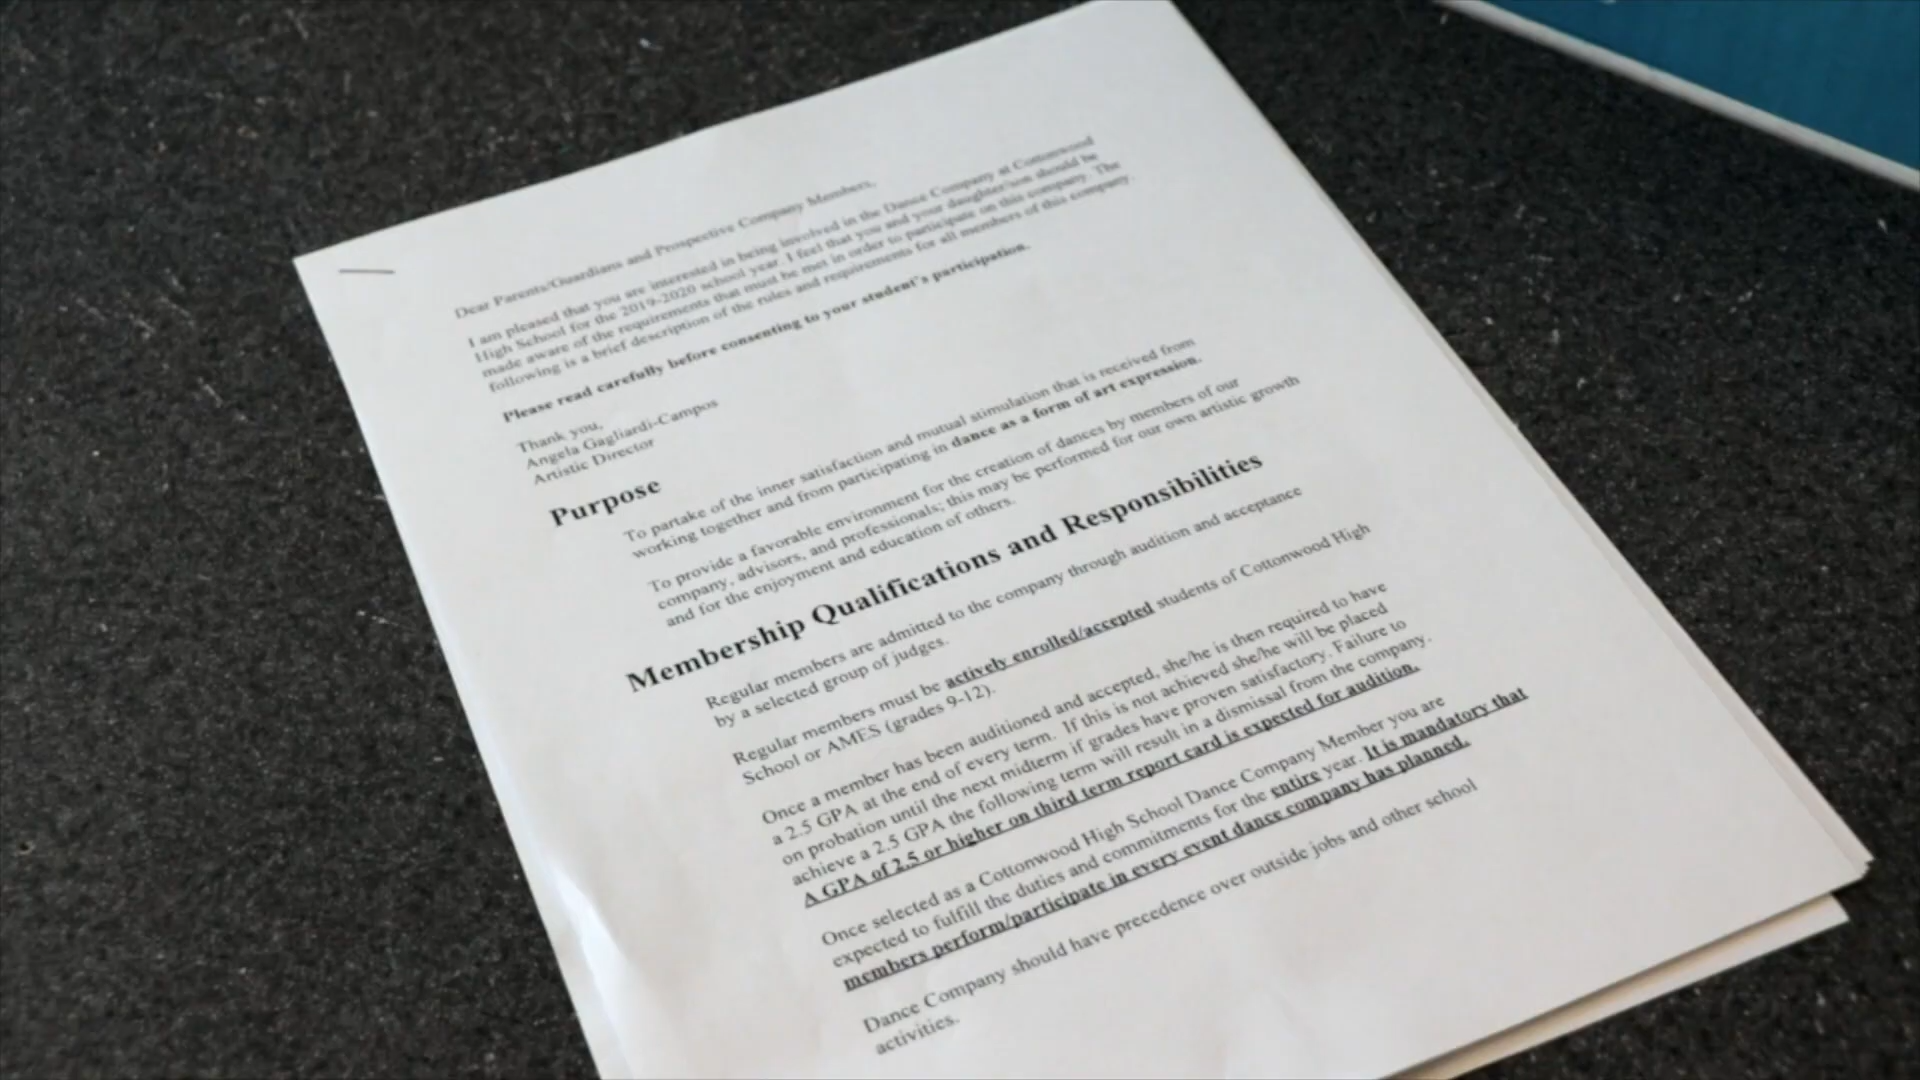 Dear Parents/Guardians and Prospective Company Members,
I am pleased that you are interested in being involved in the Dance Company at Cottonwood
High School for the 2019-2020 school year. I feel that you and your daughter/son should be
made aware of the requirements that must be met in order to participate on this company. The
following is a brief description of the rules and requirements for all members of this company.
Please read carefully before consenting to your student's participation.
Thank you,
Angela Gagliardi-Campos
Artistic Director
Purpose
To partake of the inner satisfaction and mutual stimulation that is received from
working together and from participating in dance as a form of art expression.
To provide a favorable environment for the creation of dances by members of our
company, advisors, and professionals; this may be performed for our own artistic growth
and for the enjoyment and education of others.
Membership Qualifications and Responsibilities
Regular members are admitted to the company through audition and acceptance
by a selected group of judges.
Regular members must be actively enrolled/accepted students of Cottonwood High
School or AMES (grades 9-12).
Once a member has been auditioned and accepted, she/he is then required to have
a 2.5 GPA at the end of every term. If this is not achieved she/he will be placed
on probation until the next midterm if grades have proven satisfactory. Failure to
achieve a 2.5 GPA the following term will result in a dismissal from the company.
A GPA of 2.5 or higher on third term report card is expected for audition.
Once selected as a Cottonwood High School Dance Company Member you are
expected to fulfill the duties and commitments for the entire year. It is mandatory that
members perform/participate in every event dance company has planned.
Dance Company should have precedence over outside jobs and other school
activities.